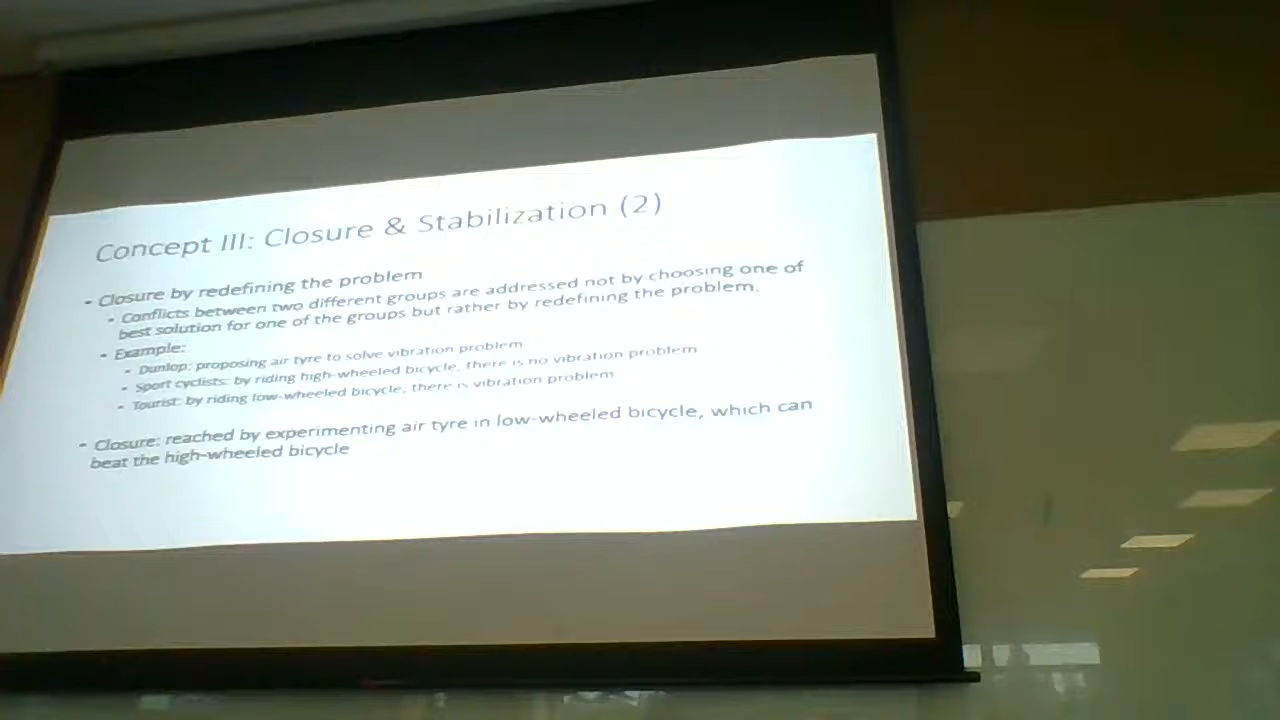 Concept III: Closure & Stabilization (2)
- Closure by redefining the problem
- Conflicts between two different groups are addressed not by choosing one of
best solution for one of the groups but rather by redefining the problem.
- Example:
- Dunlop: proposing air tyre to solve vibration problem
- Sport cyclists: by riding high-wheeled bicycle, there is no vibration problem
- Tourist: by riding low-wheeled bicycle, there is vibration problem
- Closure: reached by experimenting air tyre in low-wheeled bicycle, which can
beat the high-wheeled bicycle